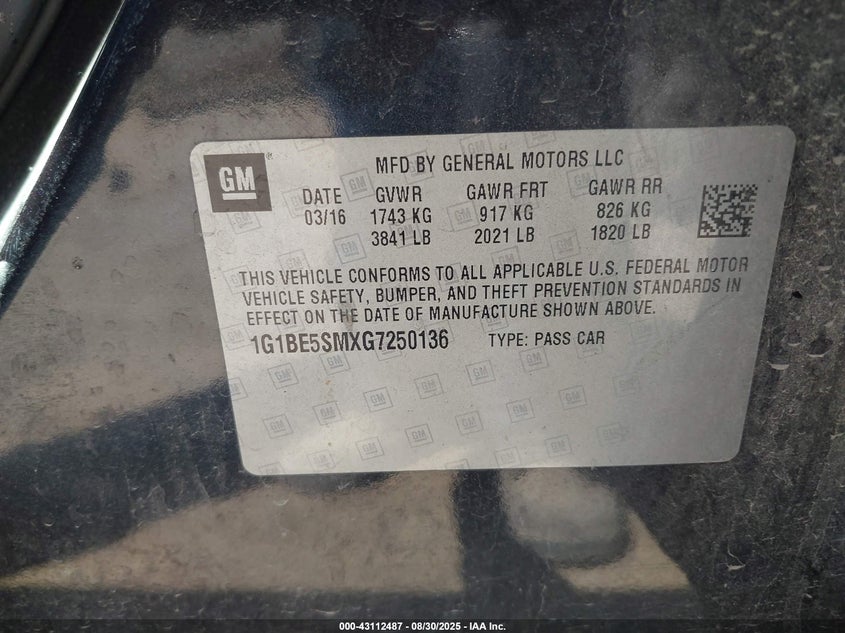 GM
MFD BY GENERAL MOTORS LLC
DATE GVWR GAWR FRT GAWR RR
03/16 1743 KG 917 KG 826 KG
3841 LB 2021 LB 1820 LB
THIS VEHICLE CONFORMS TO ALL APPLICABLE U.S. FEDERAL MOTOR
VEHICLE SAFETY, BUMPER, AND THEFT PREVENTION STANDARDS IN
EFFECT ON THE DATE OF MANUFACTURE SHOWN ABOVE.
1G1BE5SMXG7250136 TYPE: PASS CAR
000-43112487 - 08/30/2025 - IAA Inc.